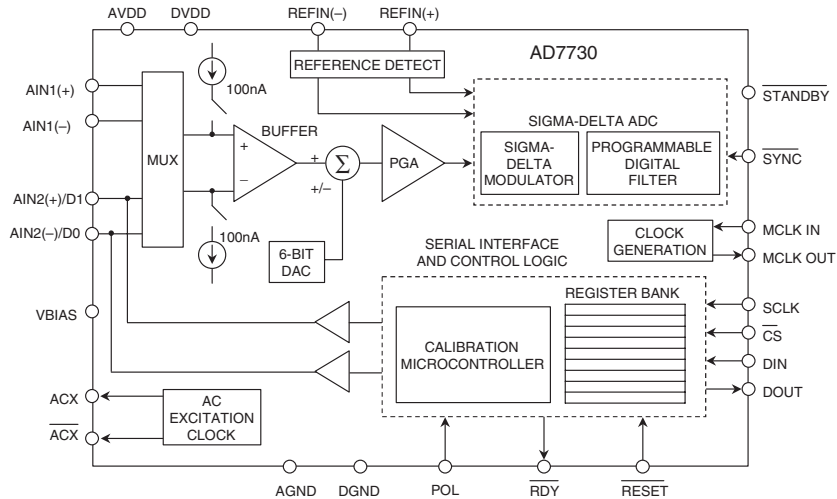 AVDD DVDD REFIN(–) REFIN(+)
AD7730
REFERENCE DETECT
AIN1(+)
100nA
STANDBY
AIN1(–)
BUFFER
SIGMA-DELTA ADC
MUX
+
+
Σ
PGA
SIGMA-
DELTA
MODULATOR
PROGRAMMABLE
DIGITAL
FILTER
SYNC
–
+/–
AIN2(+)/D1
AIN2(–)/D0
100nA
6-BIT
DAC
SERIAL INTERFACE
AND CONTROL LOGIC
CLOCK
GENERATION
MCLK IN
MCLK OUT
VBIAS
REGISTER BANK
SCLK
CS
CALIBRATION
MICROCONTROLLER
DIN
DOUT
ACX
ACX
AC
EXCITATION
CLOCK
AGND DGND POL RDY RESET